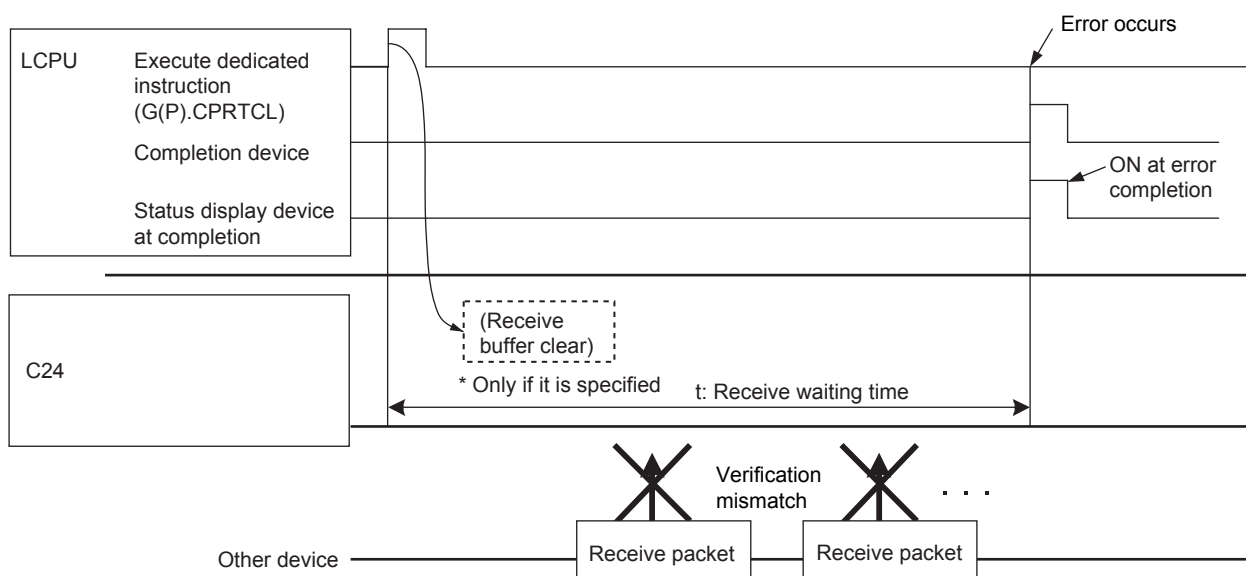 Error occurs
LCPU
Execute dedicated
instruction
(G(P).CPRTCL)
Completion device
ON at error
completion
Status display device
at completion
(Receive
buffer clear)
C24
* Only if it is specified
t: Receive waiting time
Verification
mismatch
. . .
Other device
Receive packet
Receive packet